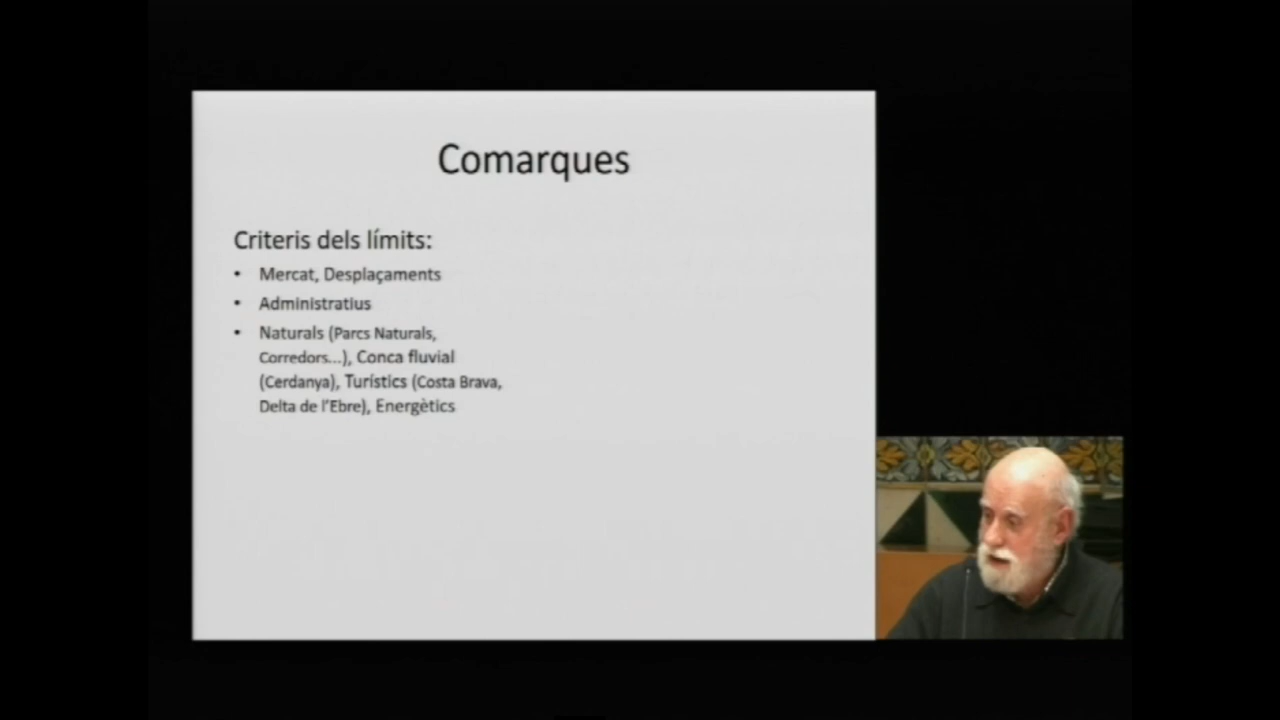 Comarques
Criteris dels límits:
• Mercat, Desplaçaments
• Administratius
• Naturals (Parcs Naturals,
Corredors...), Conca fluvial
(Cerdanya), Turístics (Costa Brava,
Delta de l'Ebre), Energètics